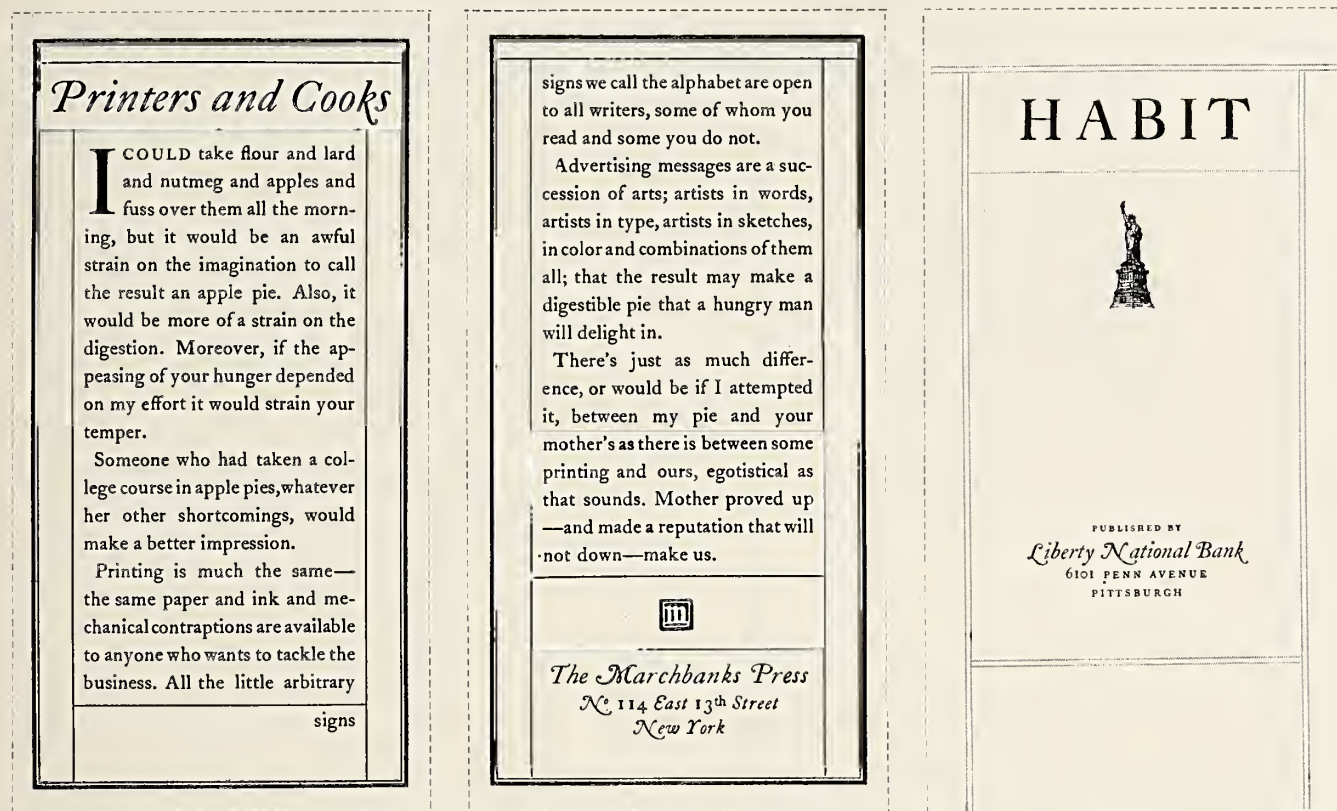 Printers and Cooks
I COULD take flour and lard
and nutmeg and apples and
fuss over them all the morn-
ing, but it would be an awful
strain on the imagination to call
the result an apple pie. Also, it
would be more of a strain on the
digestion. Moreover, if the ap-
peasing of your hunger depended
on my effort it would strain your
temper.
Someone who had taken a col-
lege course in apple pies, whatever
her other shortcomings, would
make a better impression.
Printing is much the same—
the same paper and ink and me-
chanical contraptions are available
to anyone who wants to tackle the
business. All the little arbitrary
signs
signs we call the alphabet are open
to all writers, some of whom you
read and some you do not.
Advertising messages are a suc-
cession of arts; artists in words,
artists in type, artists in sketches,
in color and combinations of them
all; that the result may make a
digestible pie that a hungry man
will delight in.
There's just as much differ-
ence, or would be if I attempted
it, between my pie and your
mother's as there is between some
printing and ours, egotistical as
that sounds. Mother proved up
—and made a reputation that will
not down—make us.
The Marchbanks Press
No. 114 East 13th Street
New York
HABIT
PUBLISHED BY
Liberty National Bank
6101 PENN AVENUE
PITTSBURGH